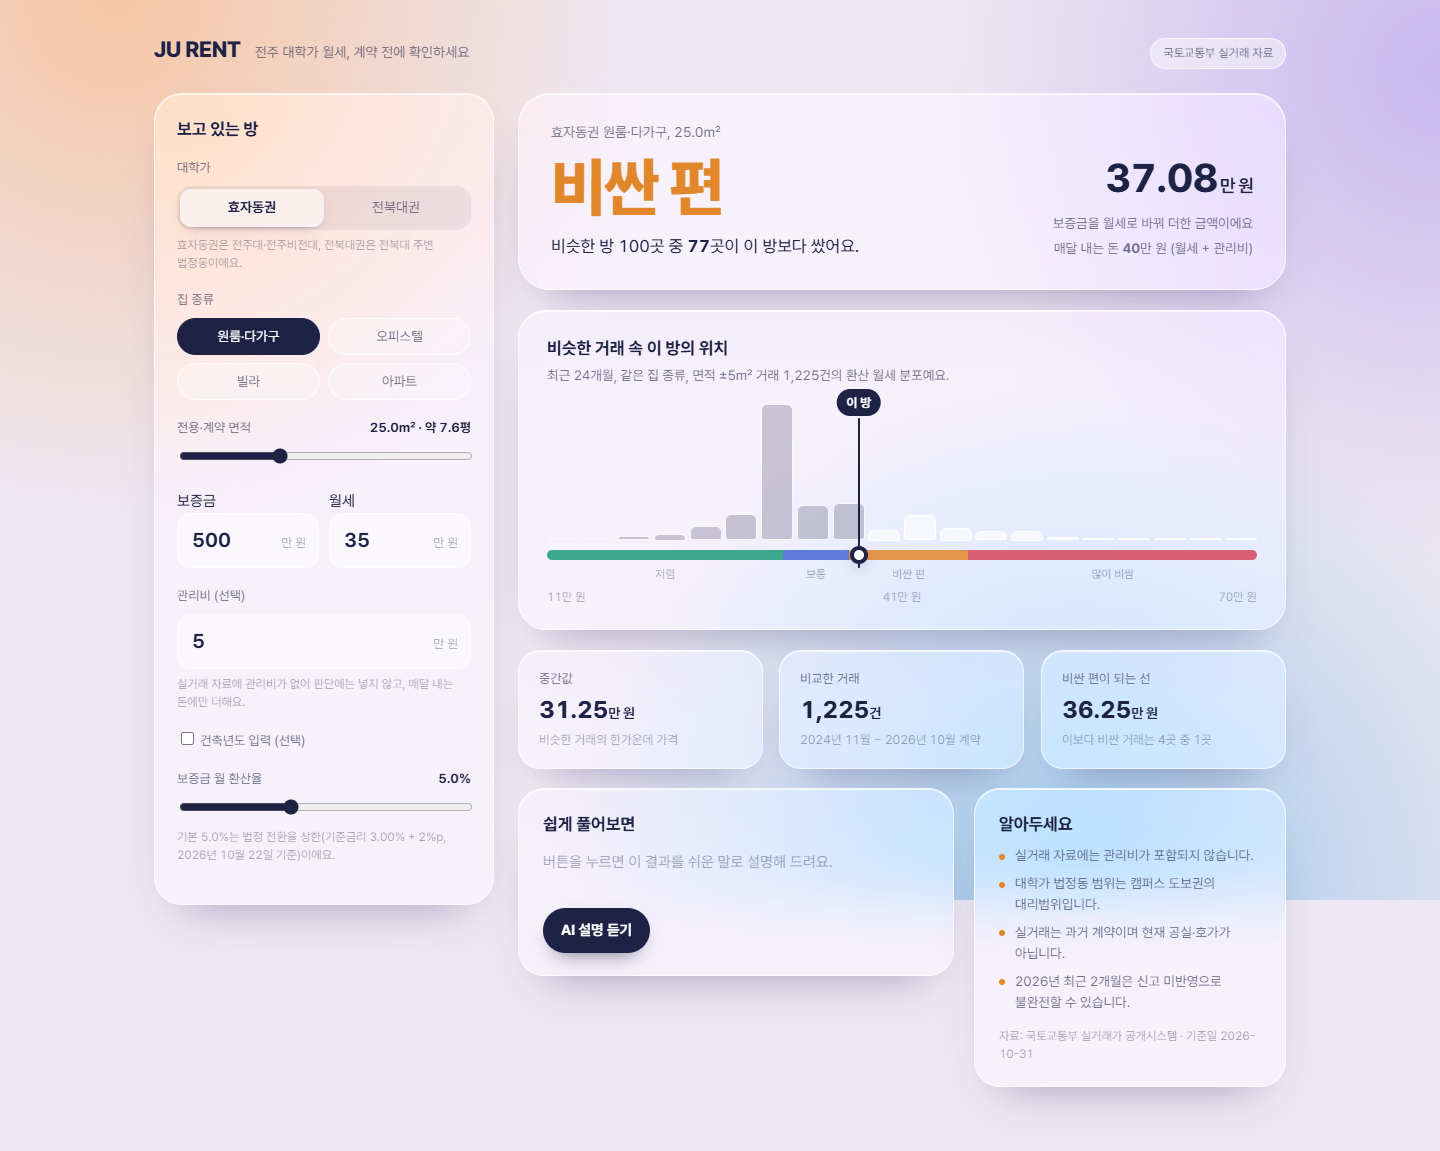 JU RENT 전주 대학가 월세, 계약 전에 확인하세요
국토교통부 실거래 자료
보고 있는 방
대학가
효자동권 전북대권
효자동권은 전주대·전주비전대, 전북대권은 전북대 주변
법정동이에요.
집 종류
원룸·다가구 오피스텔
빌라 아파트
전용·계약 면적 25.0m² · 약 7.6평
보증금 월세
500 만 원 35 만 원
관리비 (선택)
5 만 원
실거래 자료에 관리비가 없어 판단에는 넣지 않고, 매달 내는
돈에만 더해요.
건축년도 입력 (선택)
보증금 월 환산율 5.0%
기본 5.0%는 법정 전환율 상한(기준금리 3.00% + 2%p,
2026년 10월 22일 기준)이에요.
효자동권 원룸·다가구, 25.0m²
비싼 편
비슷한 방 100곳 중 77곳이 이 방보다 쌌어요.
37.08만 원
보증금을 월세로 바꿔 더한 금액이에요
매달 내는 돈 40만 원 (월세 + 관리비)
비슷한 거래 속 이 방의 위치
최근 24개월, 같은 집 종류, 면적 ±5m² 거래 1,225건의 환산 월세 분포예요.
이 방
저렴 보통 비싼 편 많이 비쌈
11만 원 41만 원 70만 원
중간값
31.25만 원
비슷한 거래의 한가운데 가격
비교한 거래
1,225건
2024년 11월 ~ 2026년 10월 계약
비싼 편이 되는 선
36.25만 원
이보다 비싼 거래는 4곳 중 1곳
쉽게 풀어보면
버튼을 누르면 이 결과를 쉬운 말로 설명해 드려요.
AI 설명 듣기
알아두세요
실거래 자료에는 관리비가 포함되지 않습니다.
대학가 법정동 범위는 캠퍼스 도보권의
대리범위입니다.
실거래는 과거 계약이며 현재 공실·호가가
아닙니다.
2026년 최근 2개월은 신고 미반영으로
불완전할 수 있습니다.
자료: 국토교통부 실거래가 공개시스템 · 기준일 2026-
10-31